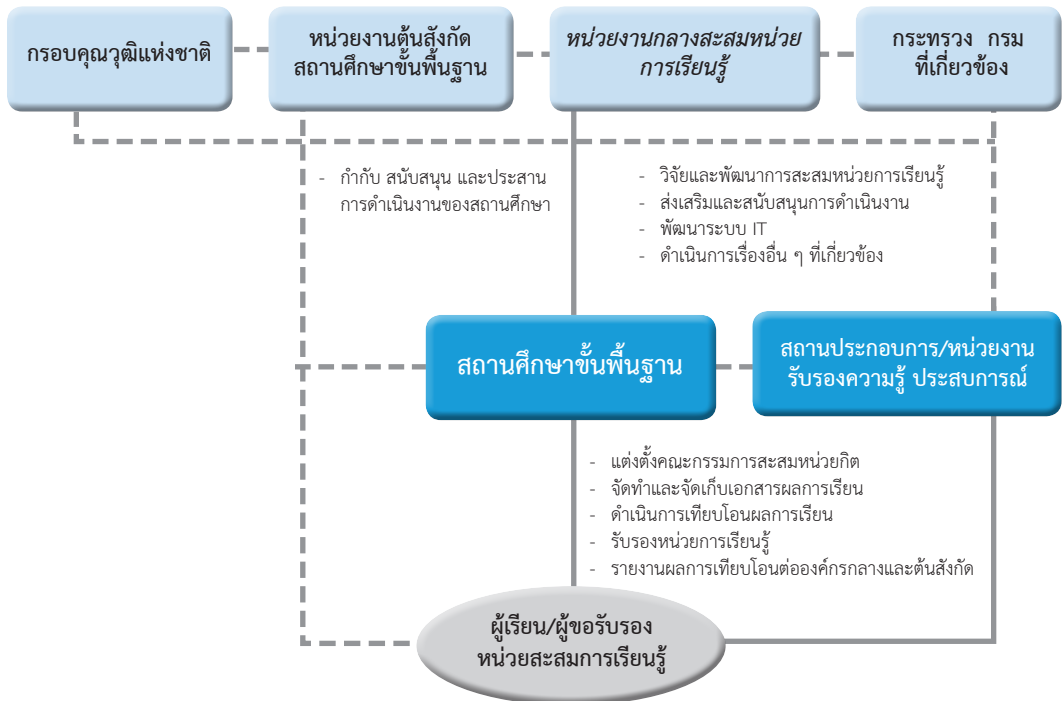 กรอบคุณวุฒิแห่งชาติ
หน่วยงานต้นสังกัด
สถานศึกษาขั้นพื้นฐาน
หน่วยงานกลางสะสมหน่วย
การเรียนรู้
กระทรวง กรม
ที่เกี่ยวข้อง
- กำกับ สนับสนุน และประสาน
การดำเนินงานของสถานศึกษา
- วิจัยและพัฒนาการสะสมหน่วยการเรียนรู้
- ส่งเสริมและสนับสนุนการดำเนินงาน
- พัฒนาระบบ IT
- ดำเนินการเรื่องอื่น ๆ ที่เกี่ยวข้อง
สถานศึกษาขั้นพื้นฐาน
สถานประกอบการ/หน่วยงาน
รับรองความรู้ ประสบการณ์
- แต่งตั้งคณะกรรมการสะสมหน่วยกิต
- จัดทำและจัดเก็บเอกสารผลการเรียน
- ดำเนินการเทียบโอนผลการเรียน
- รับรองหน่วยการเรียนรู้
- รายงานผลการเทียบโอนต่อองค์กรกลางและต้นสังกัด
ผู้เรียน/ผู้ขอรับรอง
หน่วยสะสมการเรียนรู้